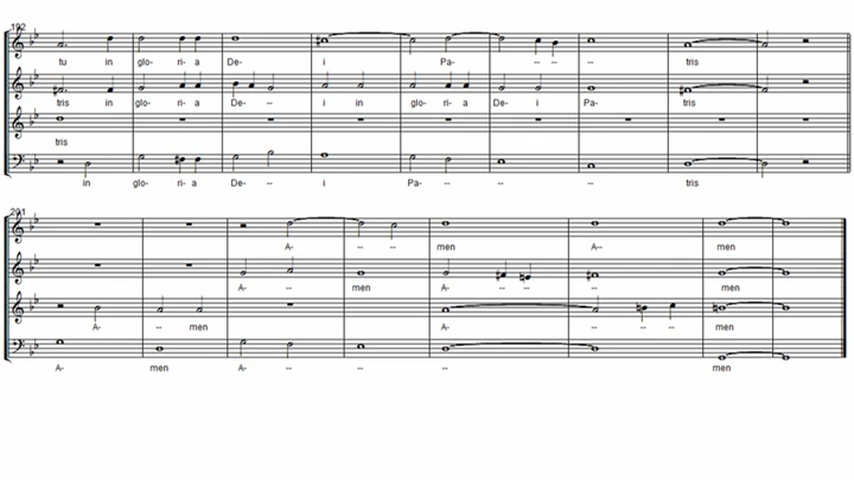 192
tu in glo- ri- a De- i Pa- -- -- -- tris
tris in glo- ri- a De- -- i in glo- ri- a De- i Pa- tris
tris
in glo- ri- a De- -- i Pa- -- -- -- tris
201
A- -- -- men A-- men
A- -- men A- -- -- -- men
A- -- men A- -- -- -- men
A- men A- -- -- -- men